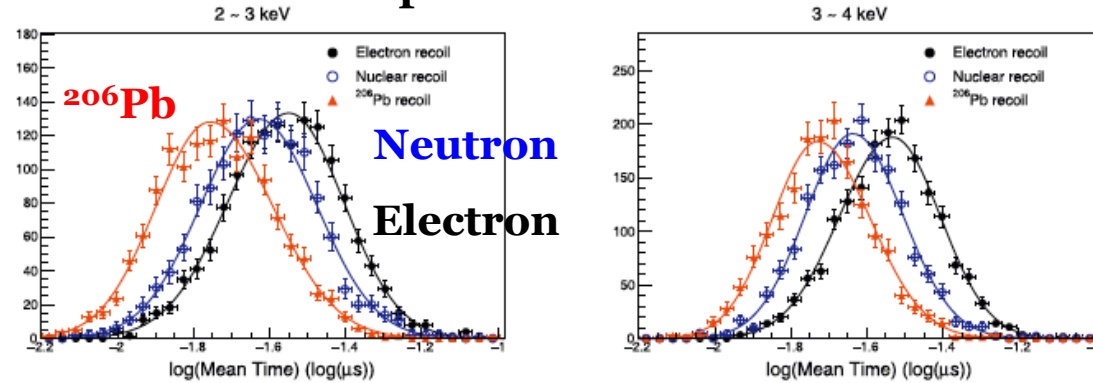 2 ~ 3 keV
180
160
140
120
100
80
60
40
20
0
Electron recoil
Nuclear recoil
²⁰⁶Pb recoil
²⁰⁶Pb
Neutron
Electron
−2.2 −2 −1.8 −1.6 −1.4 −1.2 −1
log(Mean Time) (log(μs))
3 ~ 4 keV
250
200
150
100
50
0
Electron recoil
Nuclear recoil
²⁰⁶Pb recoil
−2.2 −2 −1.8 −1.6 −1.4 −1.2 −1
log(Mean Time) (log(μs))